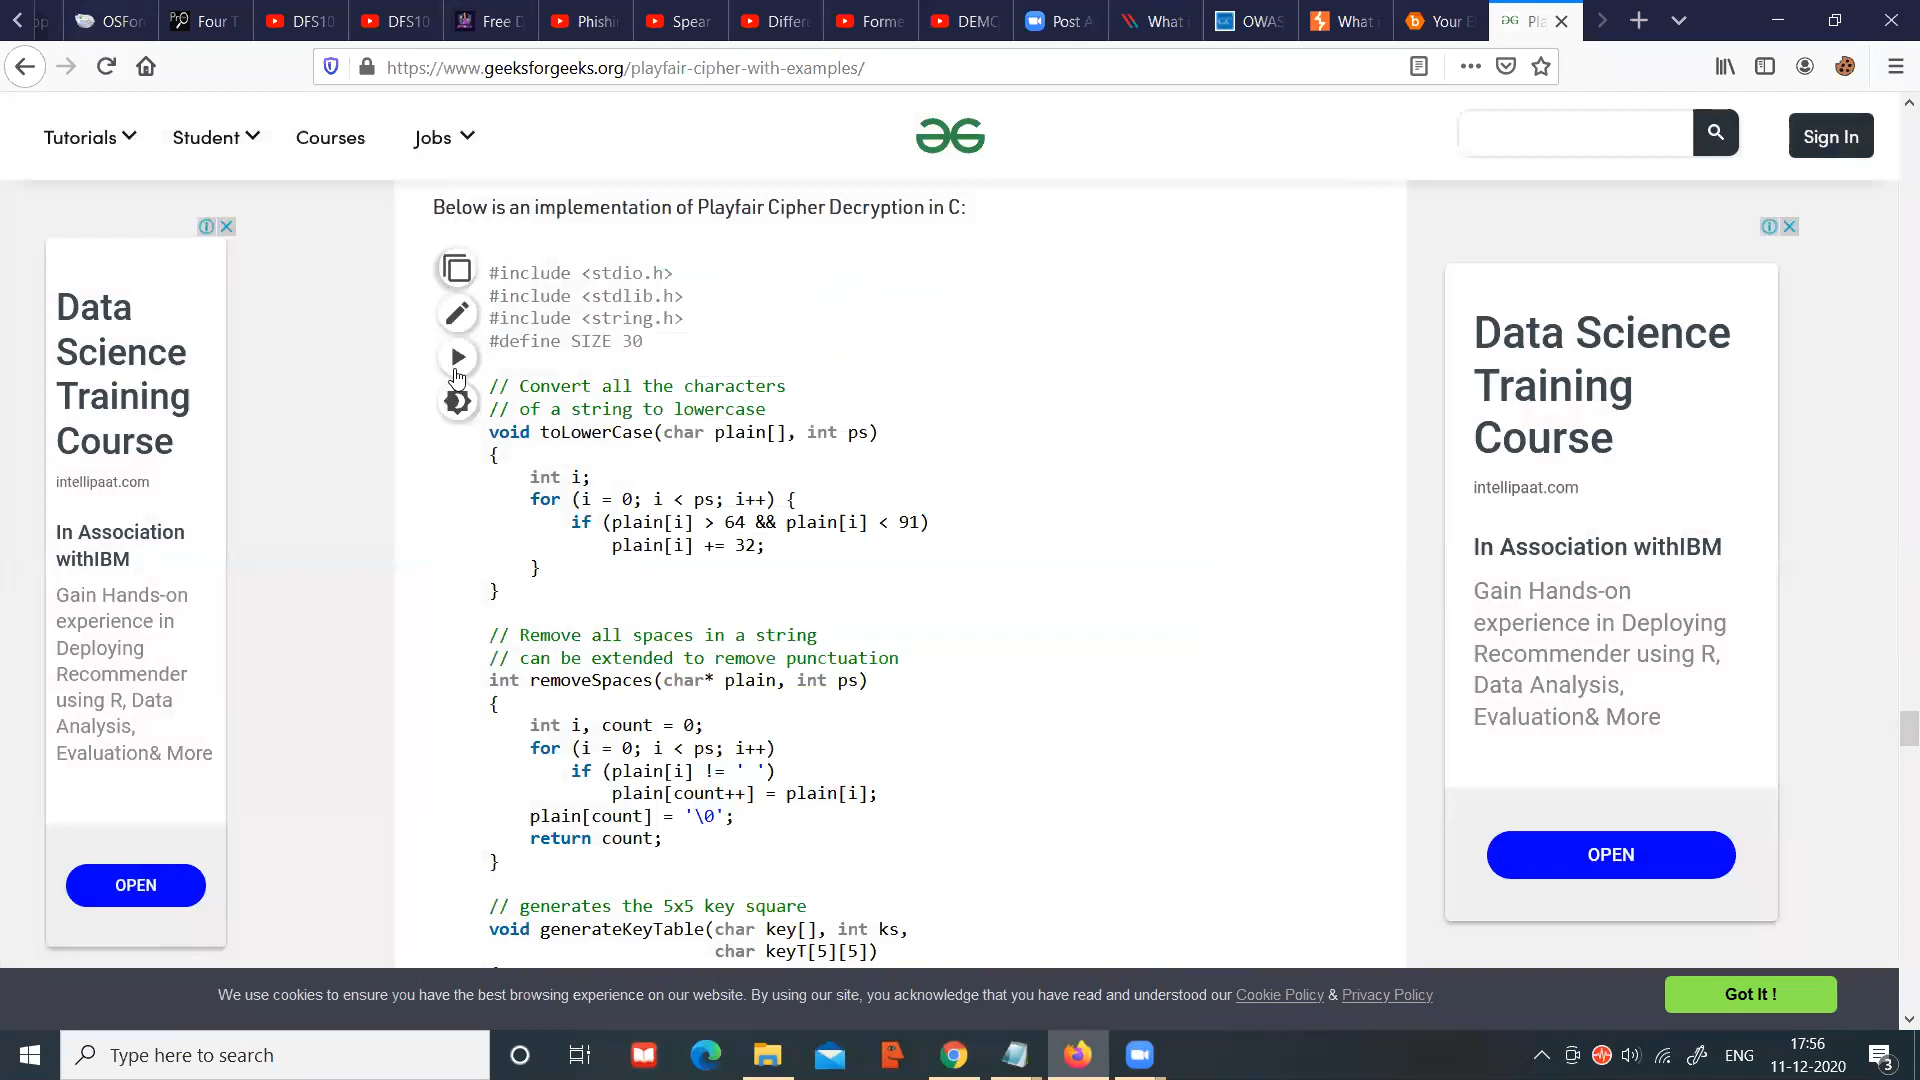 OSFor
Four T
DFS10
DFS10
Free D
Phishi
Spear
Differe
Forme
DEMO
Post A
What i
OWAS
What i
Your E
Pla
https://www.geeksforgeeks.org/playfair-cipher-with-examples/
Tutorials
Student
Courses
Jobs
Sign In
Below is an implementation of Playfair Cipher Decryption in C:
#include <stdio.h>
#include <stdlib.h>
#include <string.h>
#define SIZE 30
// Convert all the characters
// of a string to lowercase
void toLowerCase(char plain[], int ps)
{
int i;
for (i = 0; i < ps; i++) {
if (plain[i] > 64 && plain[i] < 91)
plain[i] += 32;
}
}
// Remove all spaces in a string
// can be extended to remove punctuation
int removeSpaces(char* plain, int ps)
{
int i, count = 0;
for (i = 0; i < ps; i++)
if (plain[i] != ' ')
plain[count++] = plain[i];
plain[count] = '\0';
return count;
}
// generates the 5x5 key square
void generateKeyTable(char key[], int ks,
char keyT[5][5])
Data
Science
Training
Course
intellipaat.com
In Association
withIBM
Gain Hands-on
experience in
Deploying
Recommender
using R, Data
Analysis,
Evaluation& More
OPEN
Data Science
Training
Course
intellipaat.com
In Association withIBM
Gain Hands-on
experience in Deploying
Recommender using R,
Data Analysis,
Evaluation& More
OPEN
We use cookies to ensure you have the best browsing experience on our website. By using our site, you acknowledge that you have read and understood our Cookie Policy & Privacy Policy
Got It !
Type here to search
ENG
17:56
11-12-2020
3